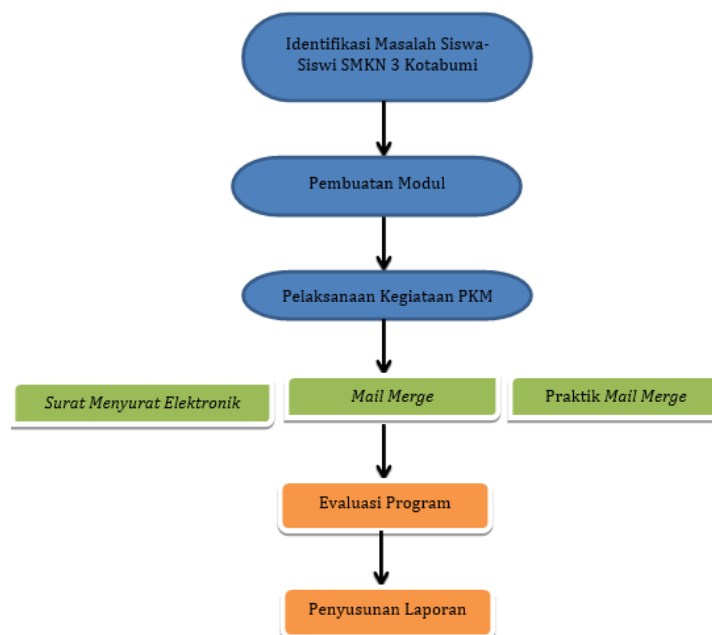 Identifikasi Masalah Siswa-
Siswi SMKN 3 Kotabumi
Pembuatan Modul
Pelaksanaan Kegiataan PKM
Surat Menyurat Elektronik
Mail Merge
Praktik Mail Merge
Evaluasi Program
Penyusunan Laporan